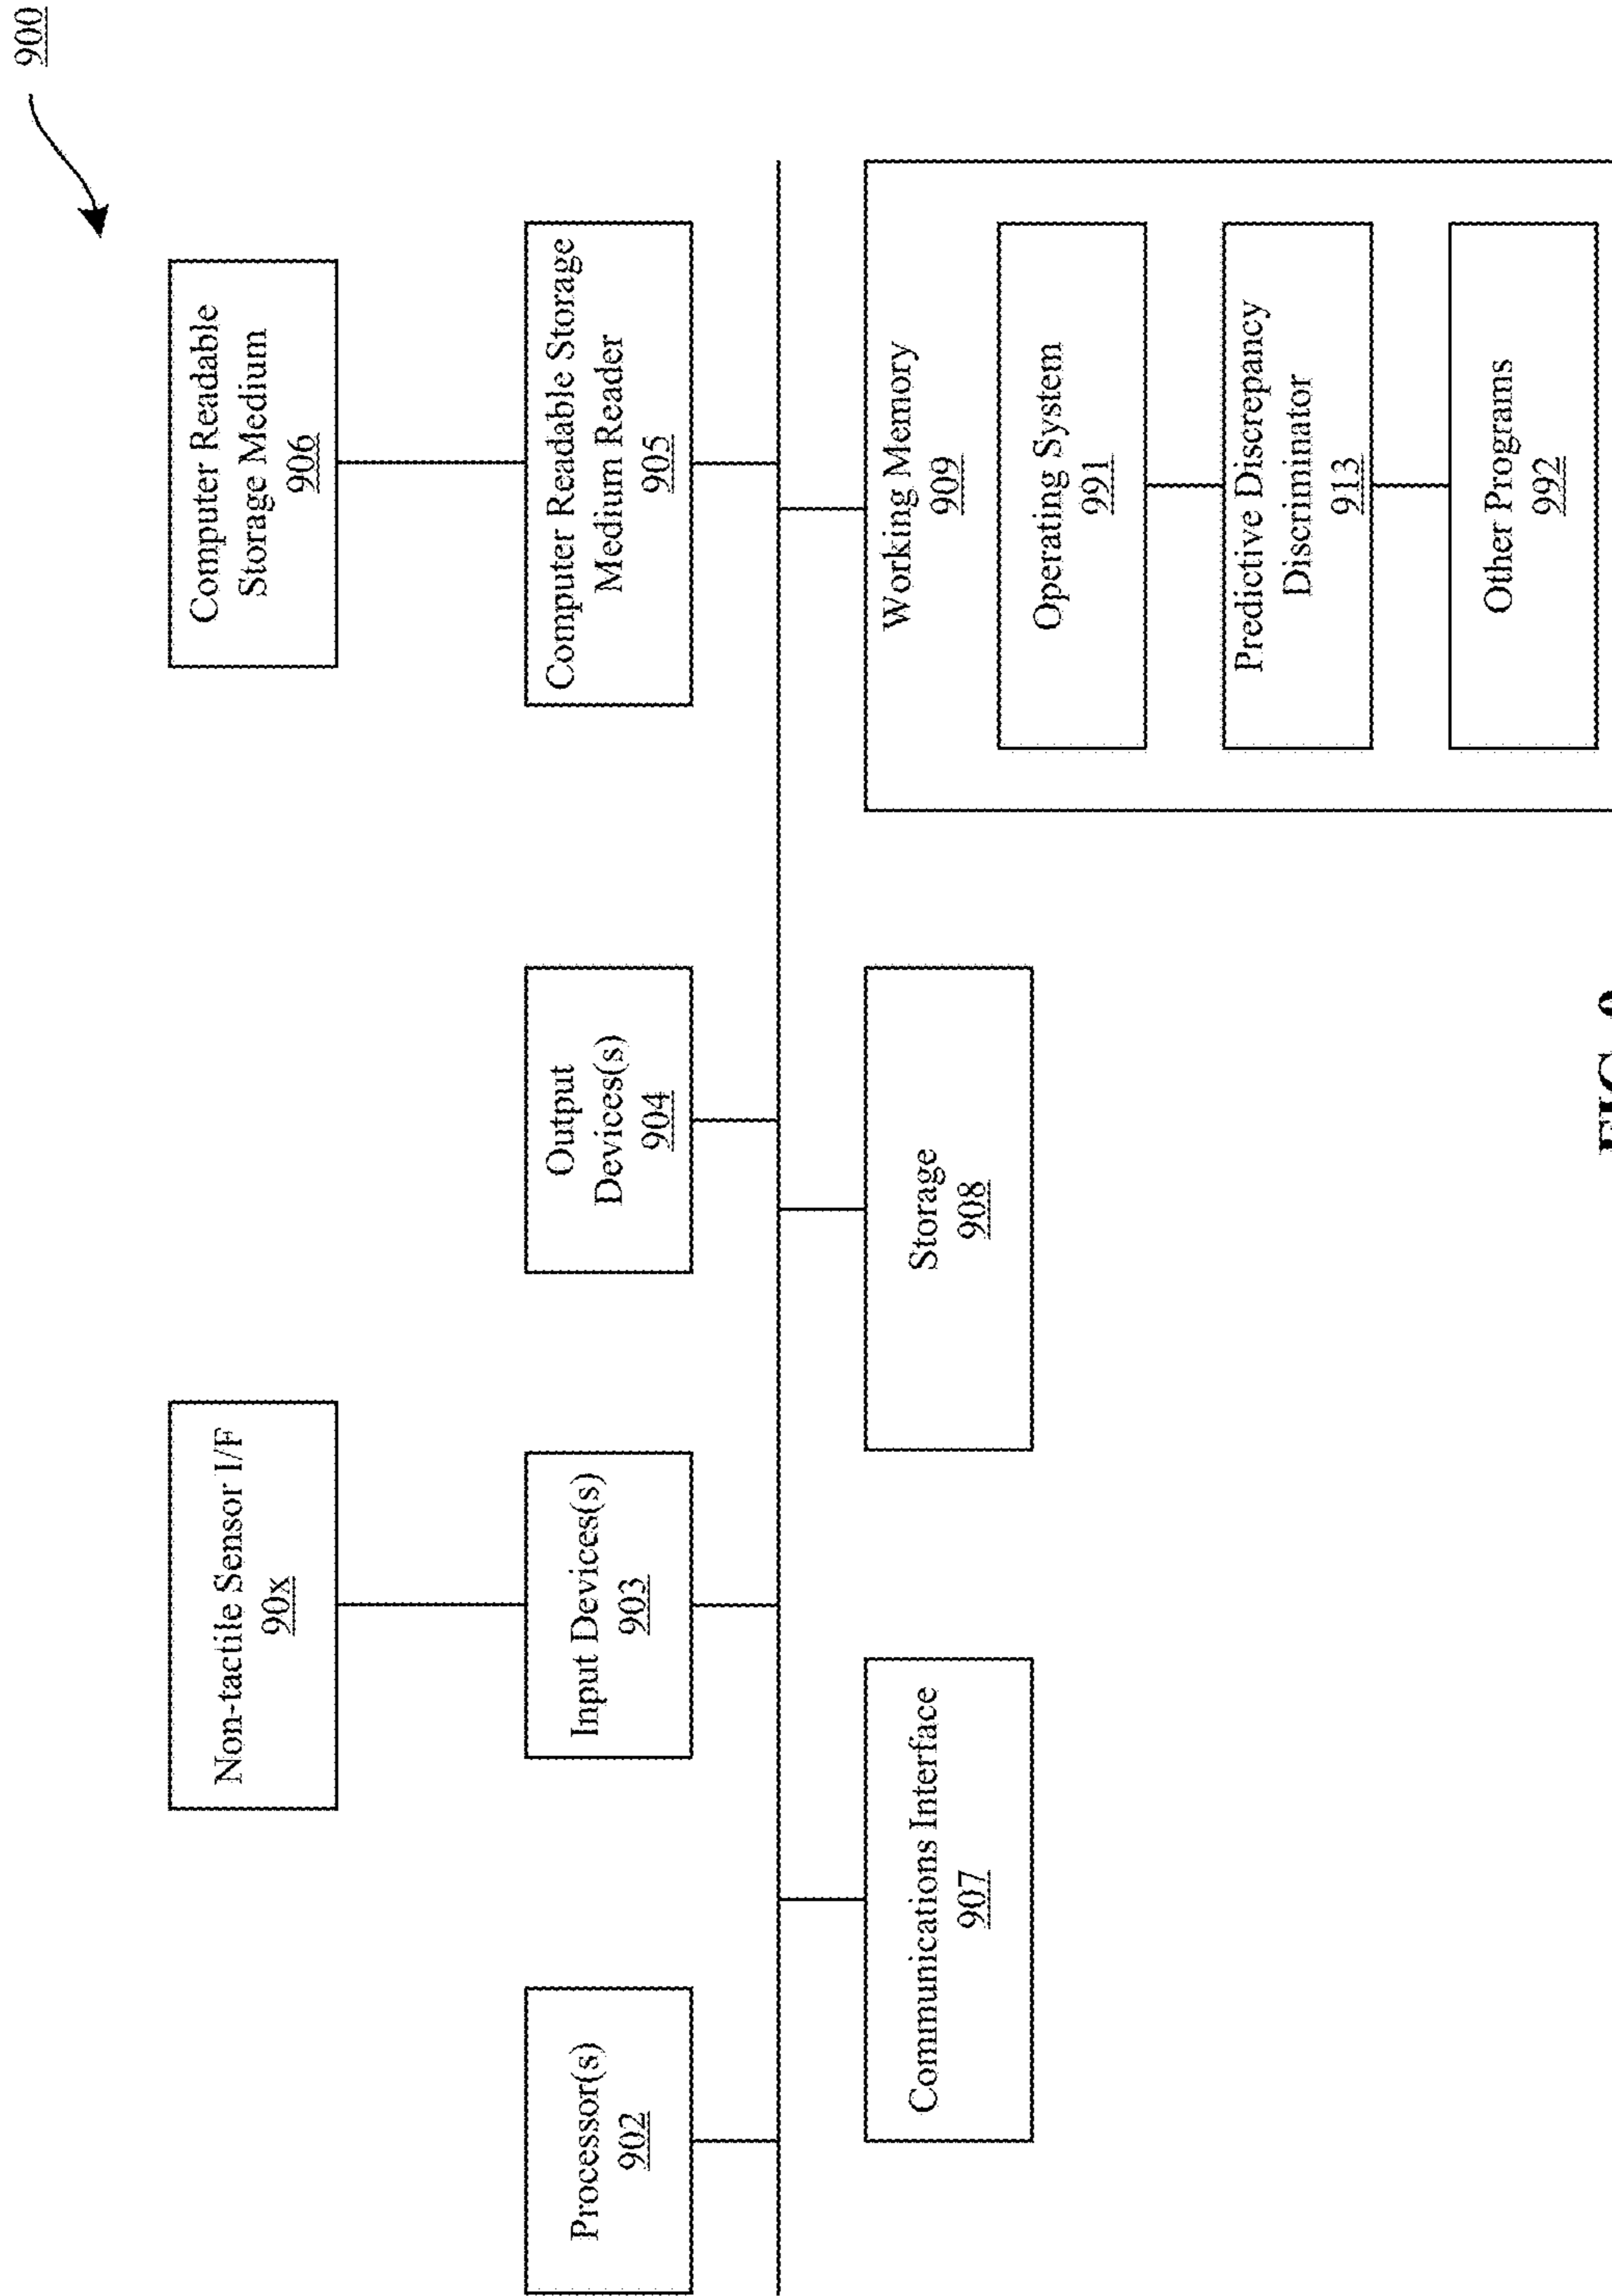 900
Non-tactile Sensor I/F
90x
Computer Readable
Storage Medium
906
Processor(s)
902
Input Devices(s)
903
Output
Devices(s)
904
Computer Readable Storage
Medium Reader
905
Communications Interface
907
Storage
908
Working Memory
909
Operating System
991
Predictive Discrepancy
Discriminator
913
Other Programs
992
FIG. 9